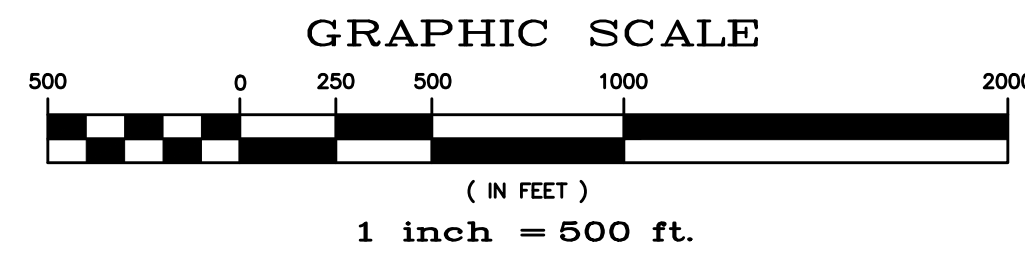 GRAPHIC SCALE
500 0 250 500 1000 2000
( IN FEET )
1 inch = 500 ft.